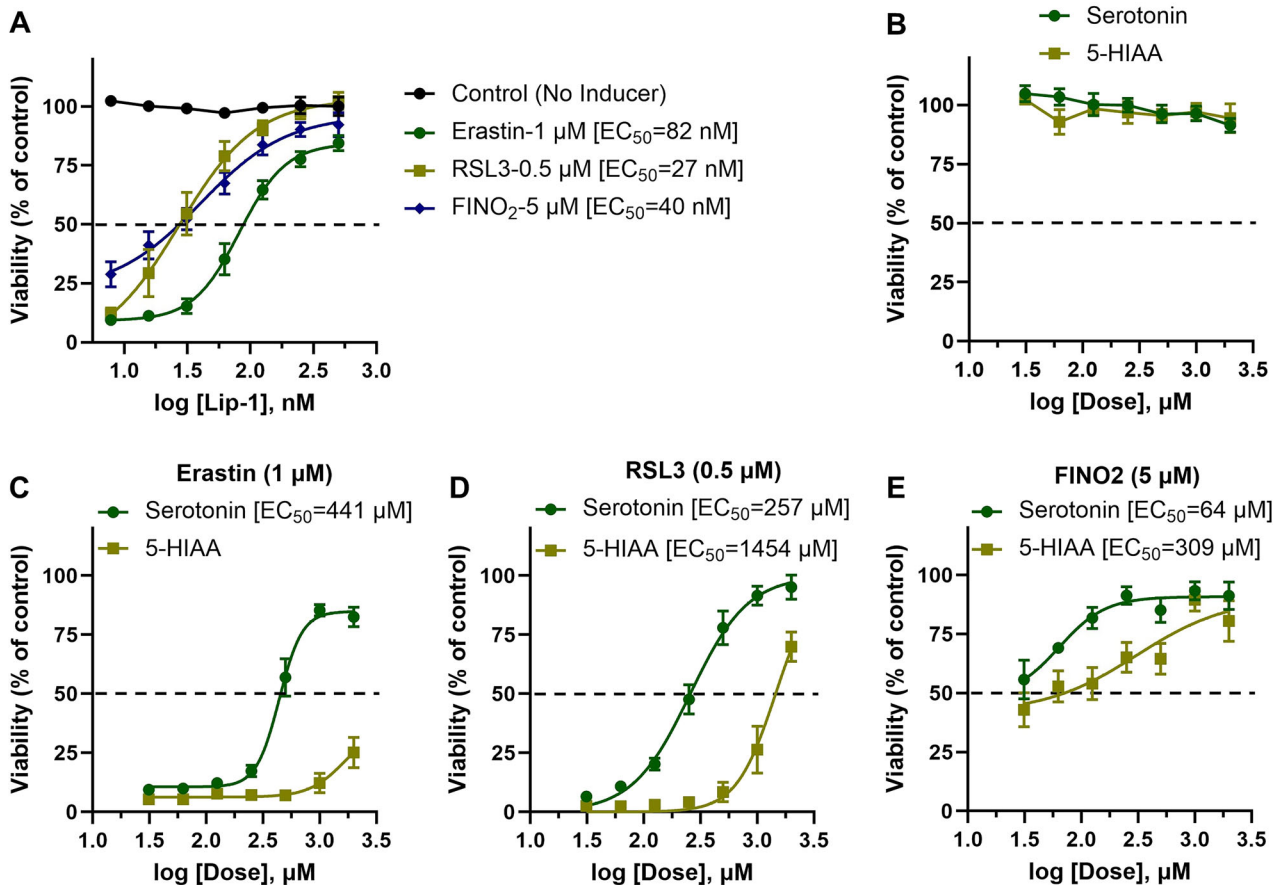 A
Control (No Inducer)
Erastin-1 µM [EC₅₀=82 nM]
RSL3-0.5 µM [EC₅₀=27 nM]
FINO₂-5 µM [EC₅₀=40 nM]
Viability (% of control)
100
75
50
25
0
1.0 1.5 2.0 2.5 3.0
log [Lip-1], nM
B
Serotonin
5-HIAA
Viability (% of control)
100
75
50
25
0
1.0 1.5 2.0 2.5 3.0 3.5
log [Dose], µM
C
Erastin (1 µM)
Serotonin [EC₅₀=441 µM]
5-HIAA
Viability (% of control)
100
75
50
25
0
1.0 1.5 2.0 2.5 3.0 3.5
log [Dose], µM
D
RSL3 (0.5 µM)
Serotonin [EC₅₀=257 µM]
5-HIAA [EC₅₀=1454 µM]
Viability (% of control)
100
75
50
25
0
1.0 1.5 2.0 2.5 3.0 3.5
log [Dose], µM
E
FINO2 (5 µM)
Serotonin [EC₅₀=64 µM]
5-HIAA [EC₅₀=309 µM]
Viability (% of control)
100
75
50
25
0
1.0 1.5 2.0 2.5 3.0 3.5
log [Dose], µM